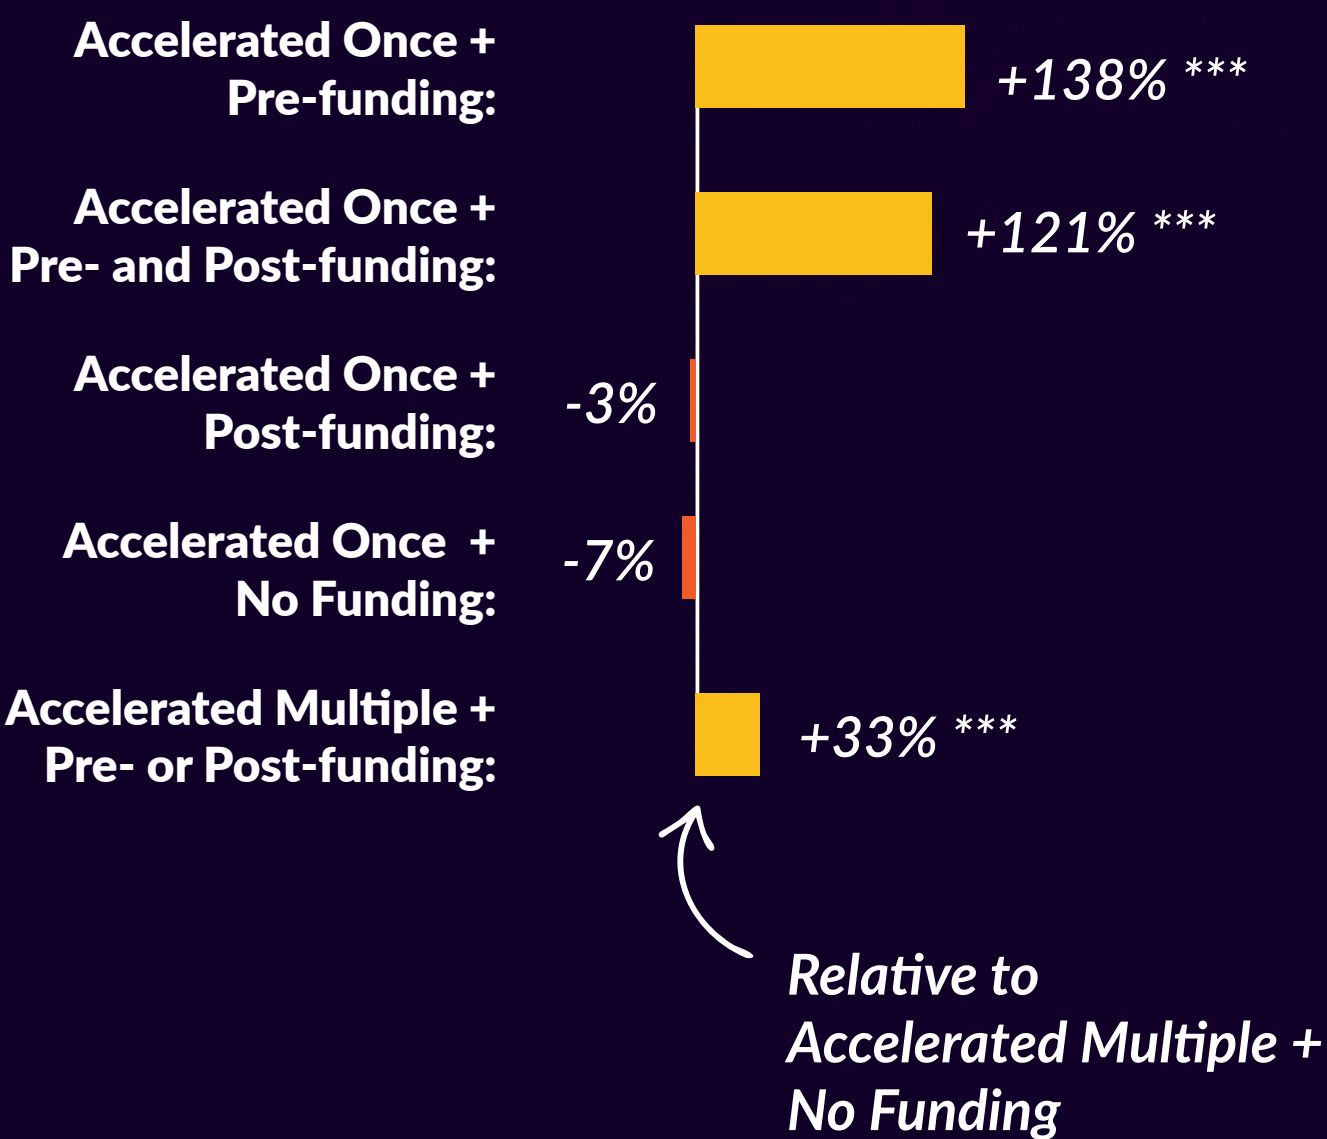 Accelerated Once +
Pre-funding:
+138% ***
Accelerated Once +
Pre- and Post-funding:
+121% ***
Accelerated Once +
Post-funding:
-3%
Accelerated Once  +
No Funding:
-7%
Accelerated Multiple +
Pre- or Post-funding:
+33% ***
Relative to
Accelerated Multiple +
No Funding